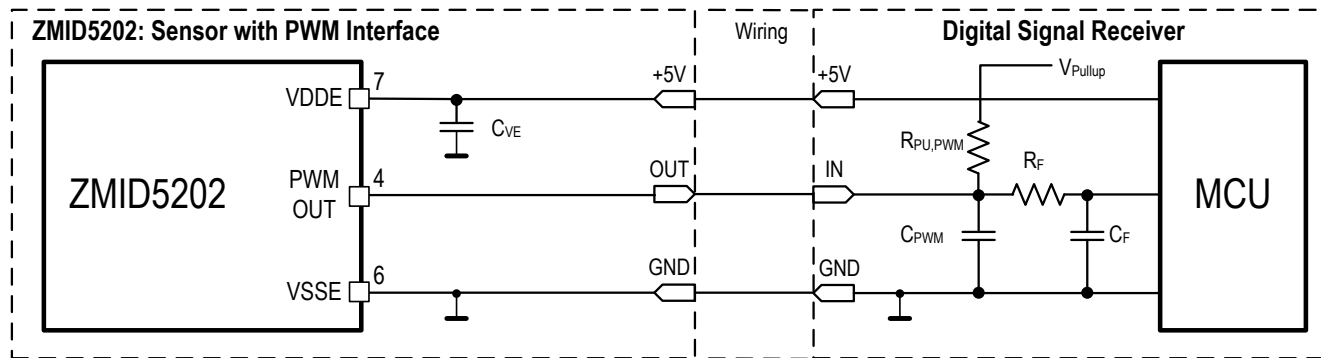 ZMID5202: Sensor with PWM Interface
Wiring
Digital Signal Receiver
VPullup
+5V
+5V
7
VDDE
CVE
RPU,PWM
RF
OUT
IN
PWM
OUT
4
ZMID5202
MCU
CPWM
CF
GND
GND
6
VSSE